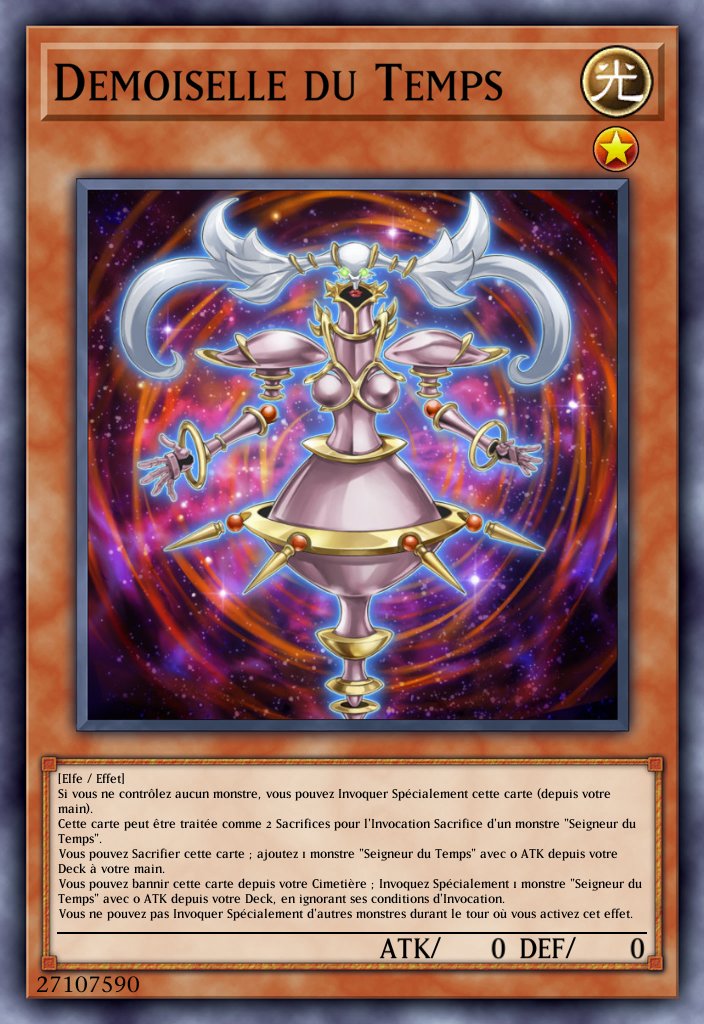 Demoiselle du Temps
光
[Elfe / Effet]
Si vous ne contrôlez aucun monstre, vous pouvez Invoquer Spécialement cette carte (depuis votre
main).
Cette carte peut être traitée comme 2 Sacrifices pour l'Invocation Sacrifice d'un monstre "Seigneur du
Temps".
Vous pouvez Sacrifier cette carte ; ajoutez 1 monstre "Seigneur du Temps" avec 0 ATK depuis votre
Deck à votre main.
Vous pouvez bannir cette carte depuis votre Cimetière ; Invoquez Spécialement 1 monstre "Seigneur du
Temps" avec 0 ATK depuis votre Deck, en ignorant ses conditions d'Invocation.
Vous ne pouvez pas Invoquer Spécialement d'autres monstres durant le tour où vous activez cet effet.
ATK/ 0 DEF/ 0
27107590